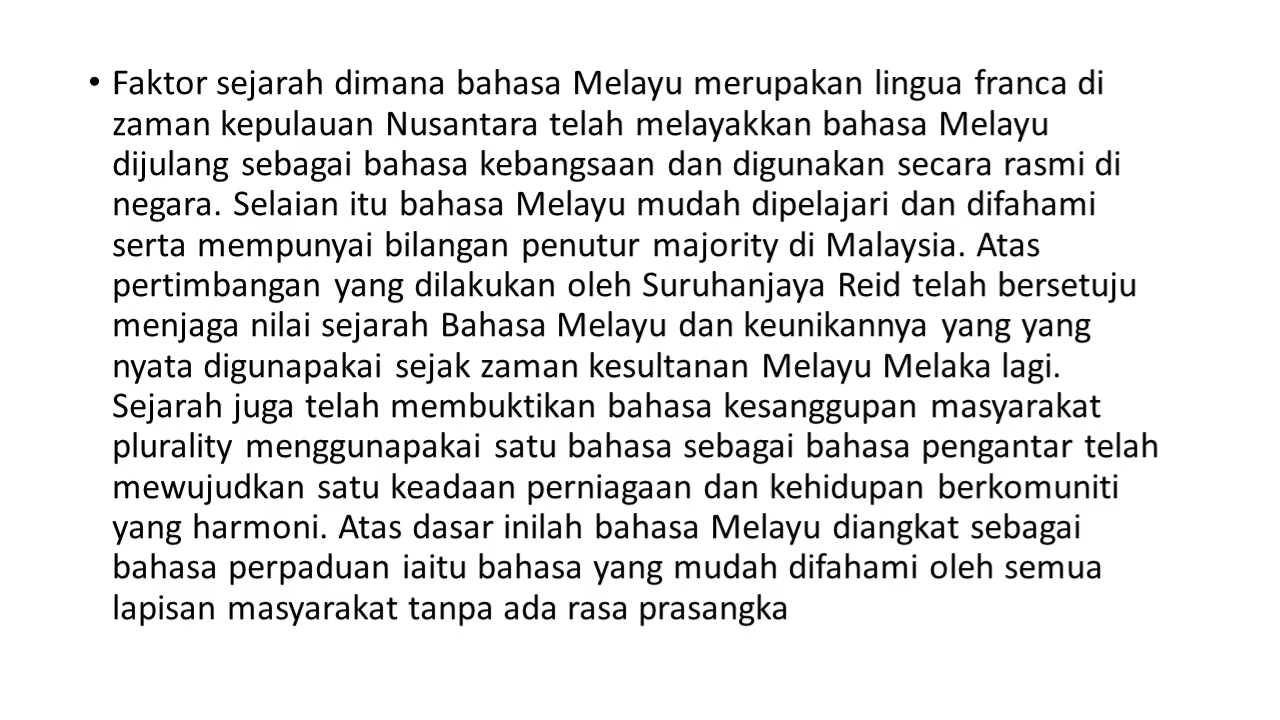 • Faktor sejarah dimana bahasa Melayu merupakan lingua franca di
zaman kepulauan Nusantara telah melayakkan bahasa Melayu
dijulang sebagai bahasa kebangsaan dan digunakan secara rasmi di
negara. Selaian itu bahasa Melayu mudah dipelajari dan difahami
serta mempunyai bilangan penutur majority di Malaysia. Atas
pertimbangan yang dilakukan oleh Suruhanjaya Reid telah bersetuju
menjaga nilai sejarah Bahasa Melayu dan keunikannya yang yang
nyata digunapakai sejak zaman kesultanan Melayu Melaka lagi.
Sejarah juga telah membuktikan bahasa kesanggupan masyarakat
plurality menggunapakai satu bahasa sebagai bahasa pengantar telah
mewujudkan satu keadaan perniagaan dan kehidupan berkomuniti
yang harmoni. Atas dasar inilah bahasa Melayu diangkat sebagai
bahasa perpaduan iaitu bahasa yang mudah difahami oleh semua
lapisan masyarakat tanpa ada rasa prasangka